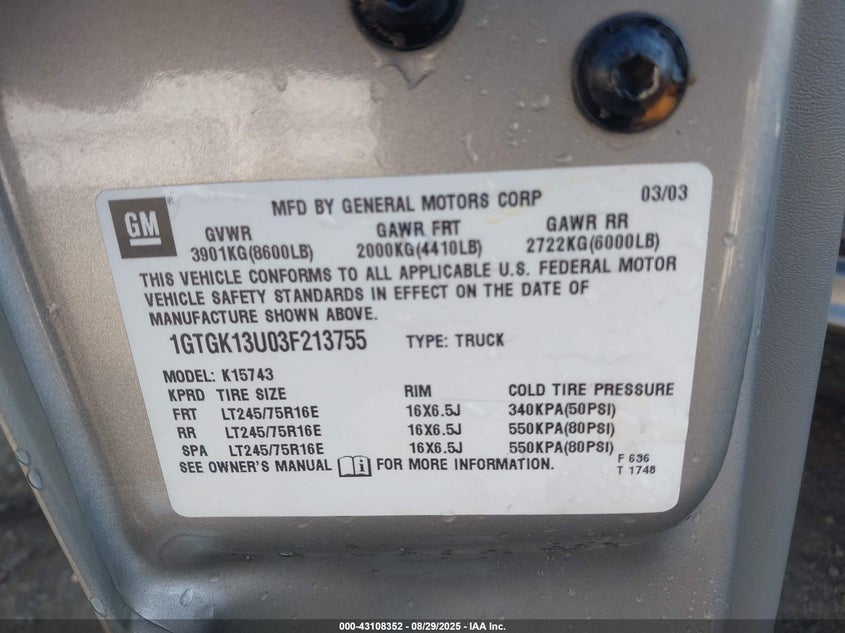 GM
MFD BY GENERAL MOTORS CORP 03/03
GVWR GAWR FRT GAWR RR
3901KG(8600LB) 2000KG(4410LB) 2722KG(6000LB)
THIS VEHICLE CONFORMS TO ALL APPLICABLE U.S. FEDERAL MOTOR
VEHICLE SAFETY STANDARDS IN EFFECT ON THE DATE OF
MANUFACTURE SHOWN ABOVE.
1GTGK13U03F213755 TYPE: TRUCK
MODEL: K15743
KPRD TIRE SIZE RIM COLD TIRE PRESSURE
FRT LT245/75R16E 16X6.5J 340KPA(50PSI)
RR LT245/75R16E 16X6.5J 550KPA(80PSI)
SPA LT245/75R16E 16X6.5J 550KPA(80PSI)
SEE OWNER'S MANUAL i FOR MORE INFORMATION.
F 636
T 1748
000-43108352 | 08/29/2025 | IAA Inc.